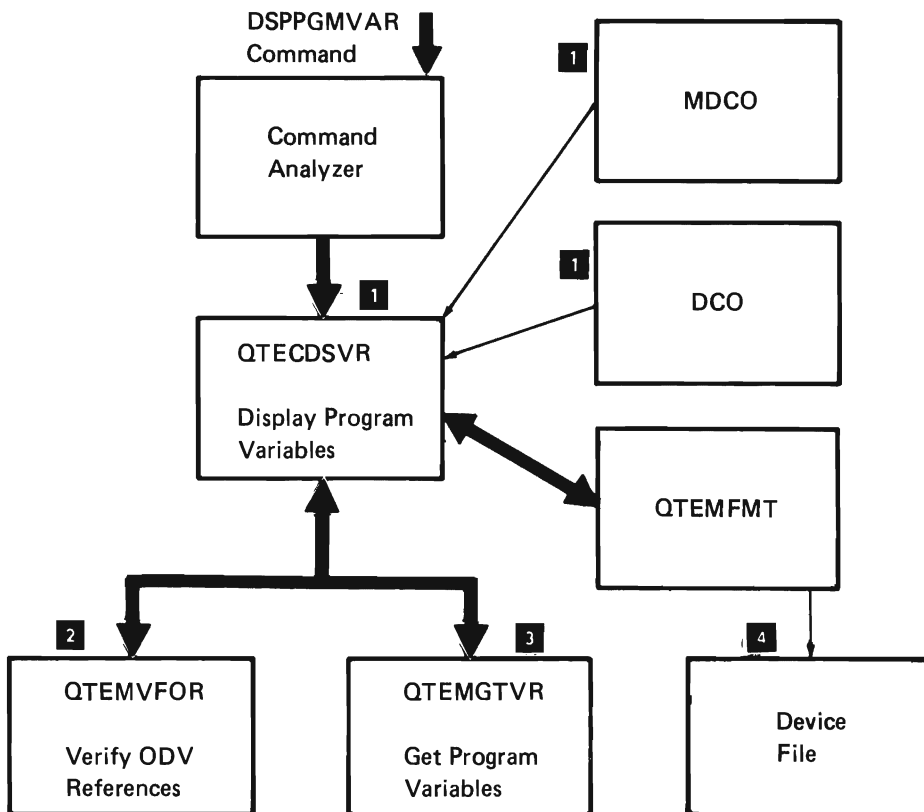 DSPPGMVAR
Command
1
MDCO
Command
Analyzer
1
DCO
1
QTECDSVR
Display Program
Variables
QTEMFMT
2
QTEMVFOR
Verify ODV
References
3
QTEMGTVR
Get Program
Variables
4
Device
File